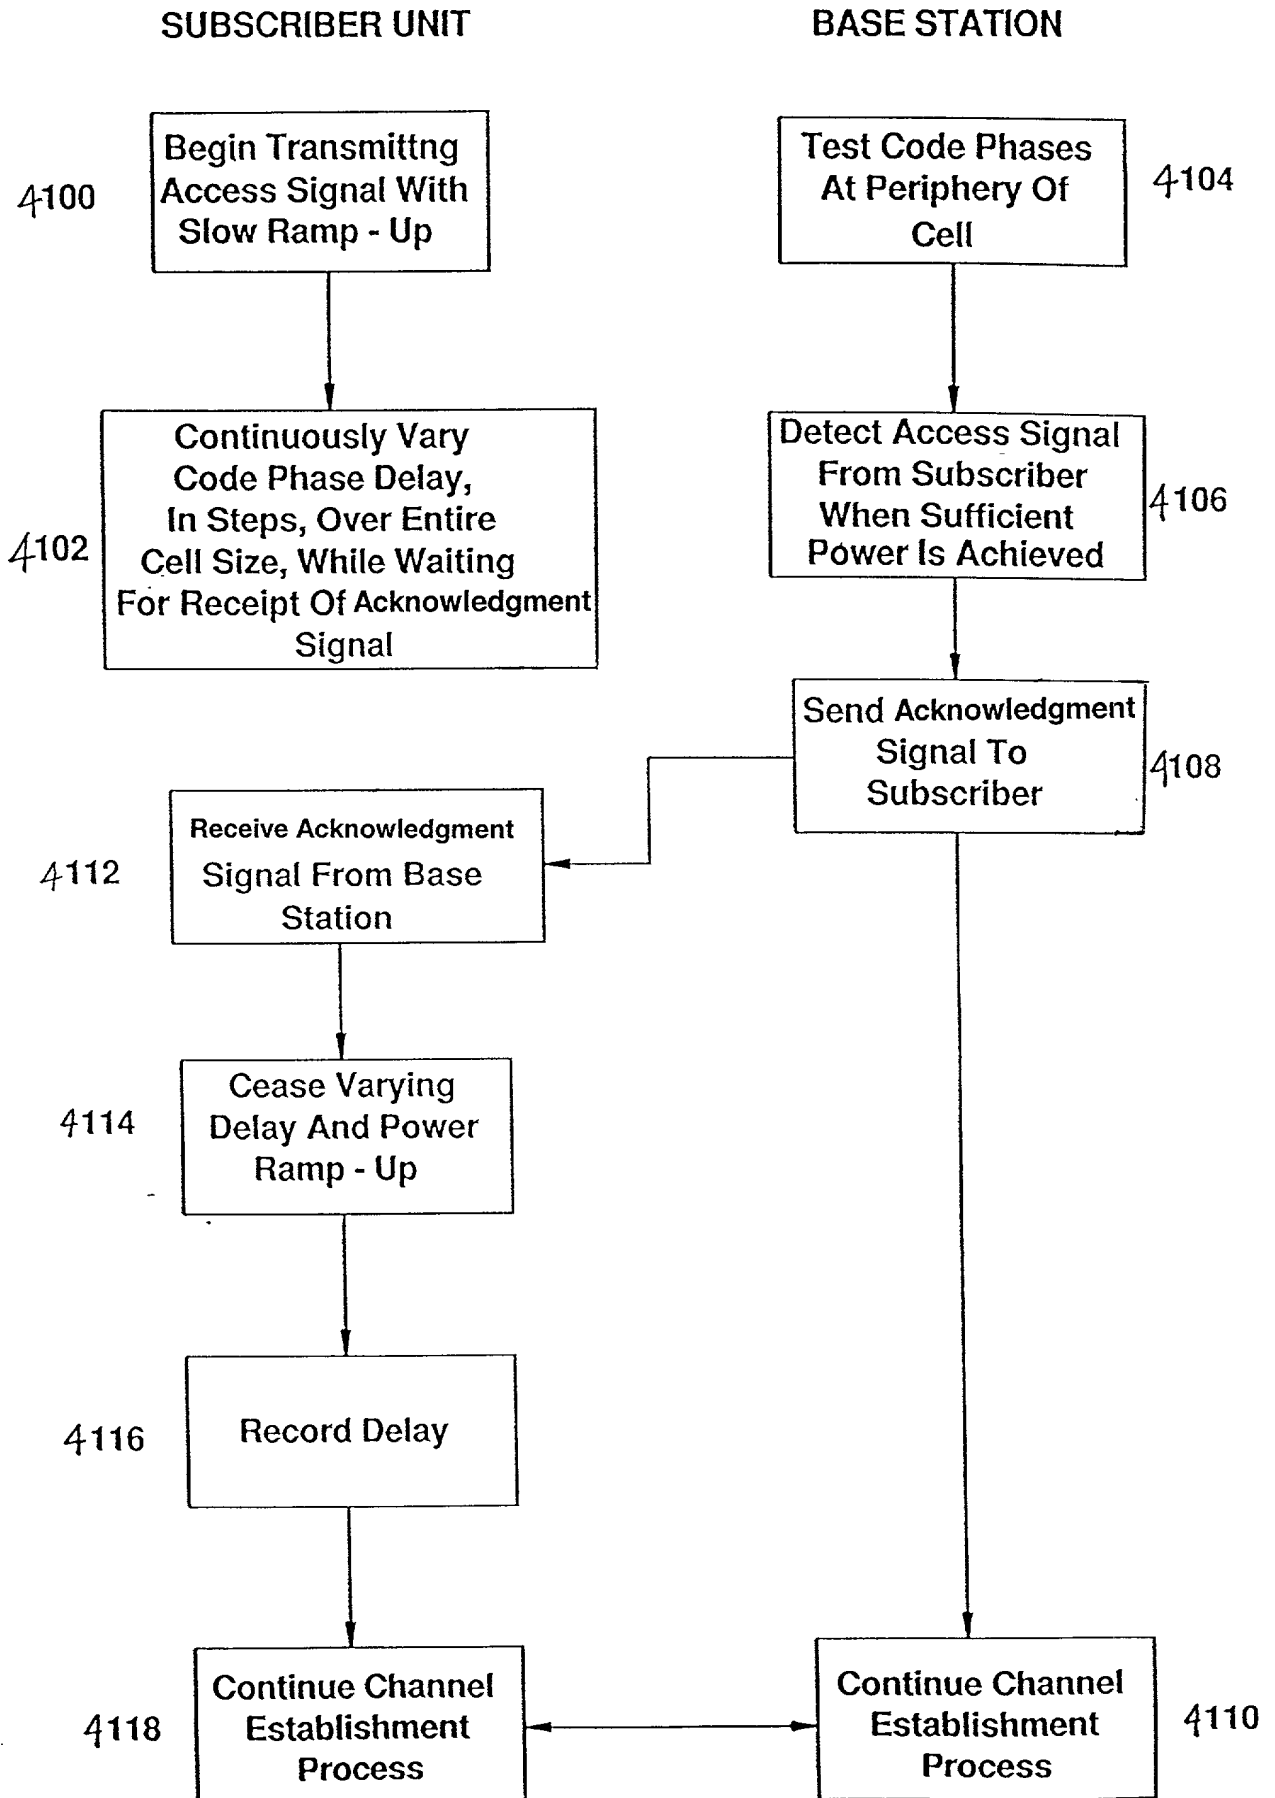 SUBSCRIBER UNIT
BASE STATION
4100
Begin Transmittng
Access Signal With
Slow Ramp - Up
Test Code Phases
At Periphery Of
Cell
4104
4102
Continuously Vary
Code Phase Delay,
In Steps, Over Entire
Cell Size, While Waiting
For Receipt Of Acknowledgment
Signal
Detect Access Signal
From Subscriber
When Sufficient
Power Is Achieved
4106
Send Acknowledgment
Signal To
Subscriber
4108
4112
Receive Acknowledgment
Signal From Base
Station
4114
Cease Varying
Delay And Power
Ramp - Up
4116
Record Delay
4118
Continue Channel
Establishment
Process
Continue Channel
Establishment
Process
4110